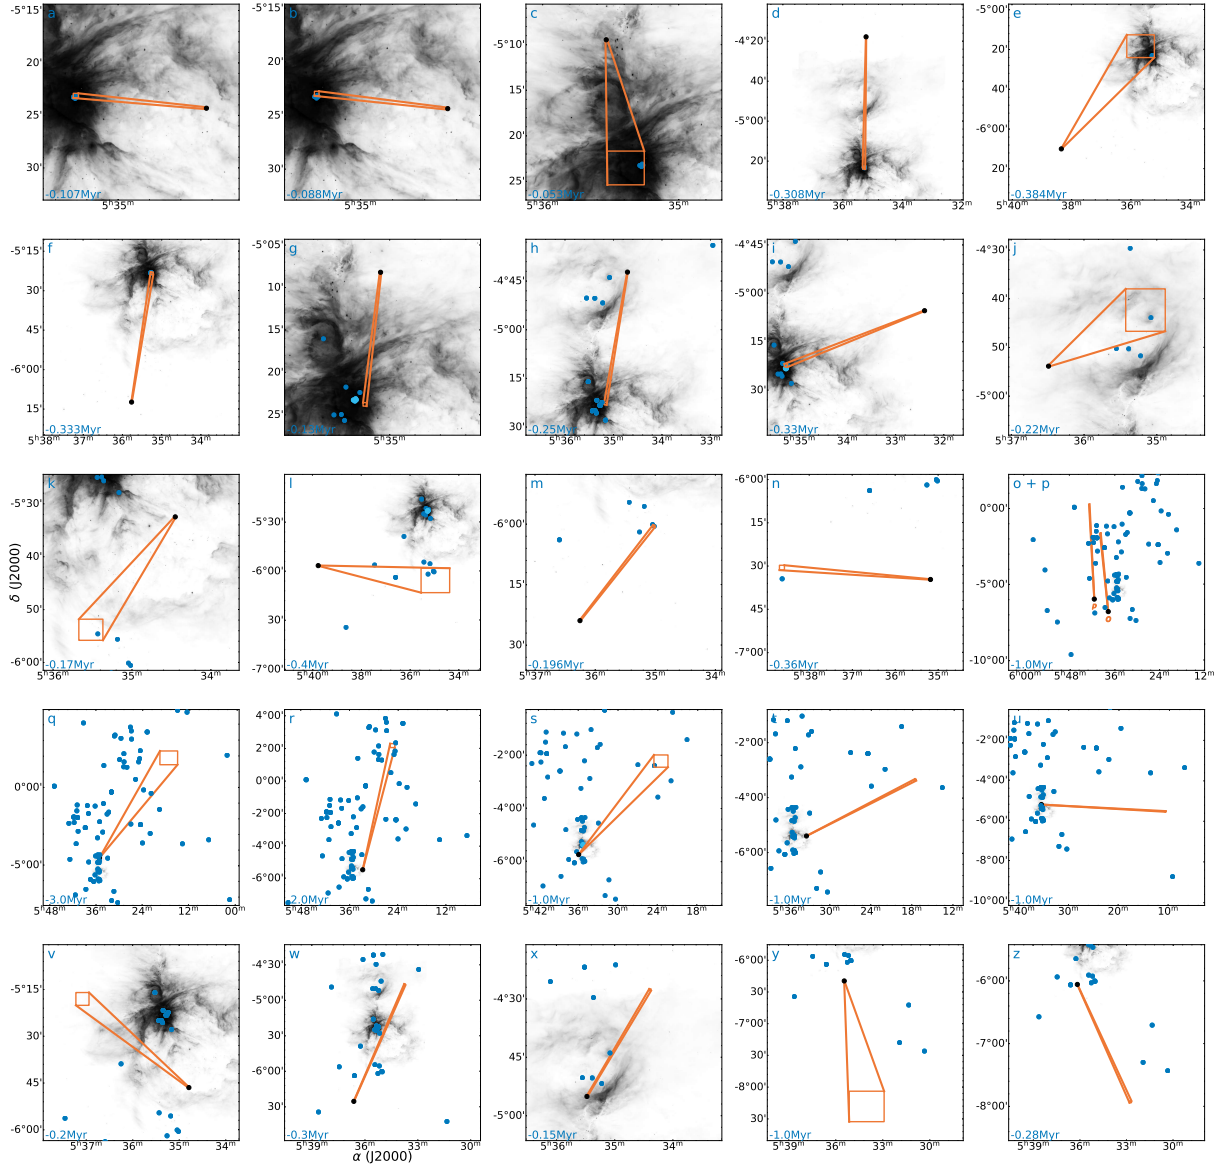 a
-5°15'
20'
25'
30'
-0.107Myr
5ʰ35ᵐ
b
-5°15'
20'
25'
30'
-0.088Myr
5ʰ35ᵐ
c
-5°10'
15'
20'
25'
5ʰ36ᵐ
35ᵐ
d
-4°20'
40'
-5°00'
20'
-0.308Myr
5ʰ38ᵐ
36ᵐ
34ᵐ
32ᵐ
e
-5°00'
20'
40'
-6°00'
20'
-0.384Myr
5ʰ40ᵐ
38ᵐ
36ᵐ
34ᵐ
f
-5°15'
30'
45'
-6°00'
15'
-0.333Myr
5ʰ38ᵐ
37ᵐ
36ᵐ
35ᵐ
34ᵐ
g
-5°05'
10'
15'
20'
25'
5ʰ35ᵐ
h
-4°45'
-5°00'
15'
30'
-0.25Myr
5ʰ36ᵐ
35ᵐ
34ᵐ
33ᵐ
i
-4°45'
-5°00'
15'
30'
-0.33Myr
5ʰ35ᵐ
34ᵐ
33ᵐ
32ᵐ
j
-4°30'
40'
50'
-5°00'
-0.22Myr
5ʰ37ᵐ
36ᵐ
35ᵐ
δ (J2000)
k
-5°30'
40'
50'
-6°00'
-0.17Myr
5ʰ36ᵐ
35ᵐ
34ᵐ
l
-5°00'
30'
-6°00'
30'
-7°00'
-0.4Myr
5ʰ40ᵐ
38ᵐ
36ᵐ
34ᵐ
m
-6°00'
15'
30'
-0.196Myr
5ʰ37ᵐ
36ᵐ
35ᵐ
34ᵐ
n
-6°00'
15'
30'
45'
-7°00'
-0.36Myr
5ʰ38ᵐ
37ᵐ
36ᵐ
35ᵐ
o + p
0°00'
-5°00'
-10°00'
-1.0Myr
6ʰ00ᵐ
5ʰ48ᵐ
36ᵐ
24ᵐ
12ᵐ
q
0°00'
-5°00'
-3.0Myr
5ʰ48ᵐ
36ᵐ
24ᵐ
12ᵐ
00ᵐ
r
4°00'
2°00'
0°00'
-2°00'
-4°00'
-6°00'
-2.0Myr
5ʰ48ᵐ
36ᵐ
24ᵐ
12ᵐ
s
-2°00'
-4°00'
-6°00'
-1.0Myr
5ʰ42ᵐ
36ᵐ
30ᵐ
24ᵐ
18ᵐ
t
-2°00'
-4°00'
-6°00'
-1.0Myr
5ʰ36ᵐ
30ᵐ
24ᵐ
18ᵐ
12ᵐ
u
-2°00'
-4°00'
-6°00'
-8°00'
-10°00'
-1.0Myr
5ʰ40ᵐ
30ᵐ
20ᵐ
10ᵐ
v
-5°15'
30'
45'
-6°00'
-0.2Myr
5ʰ37ᵐ
36ᵐ
35ᵐ
34ᵐ
w
-4°30'
-5°00'
30'
-6°00'
30'
-0.3Myr
5ʰ39ᵐ
36ᵐ
33ᵐ
x
-4°30'
45'
-5°00'
-0.15Myr
5ʰ36ᵐ
35ᵐ
34ᵐ
y
-6°00'
30'
-7°00'
30'
-8°00'
30'
-1.0Myr
5ʰ39ᵐ
36ᵐ
33ᵐ
30ᵐ
z
-6°00'
-7°00'
-8°00'
-0.28Myr
5ʰ39ᵐ
36ᵐ
33ᵐ
30ᵐ
α (J2000)